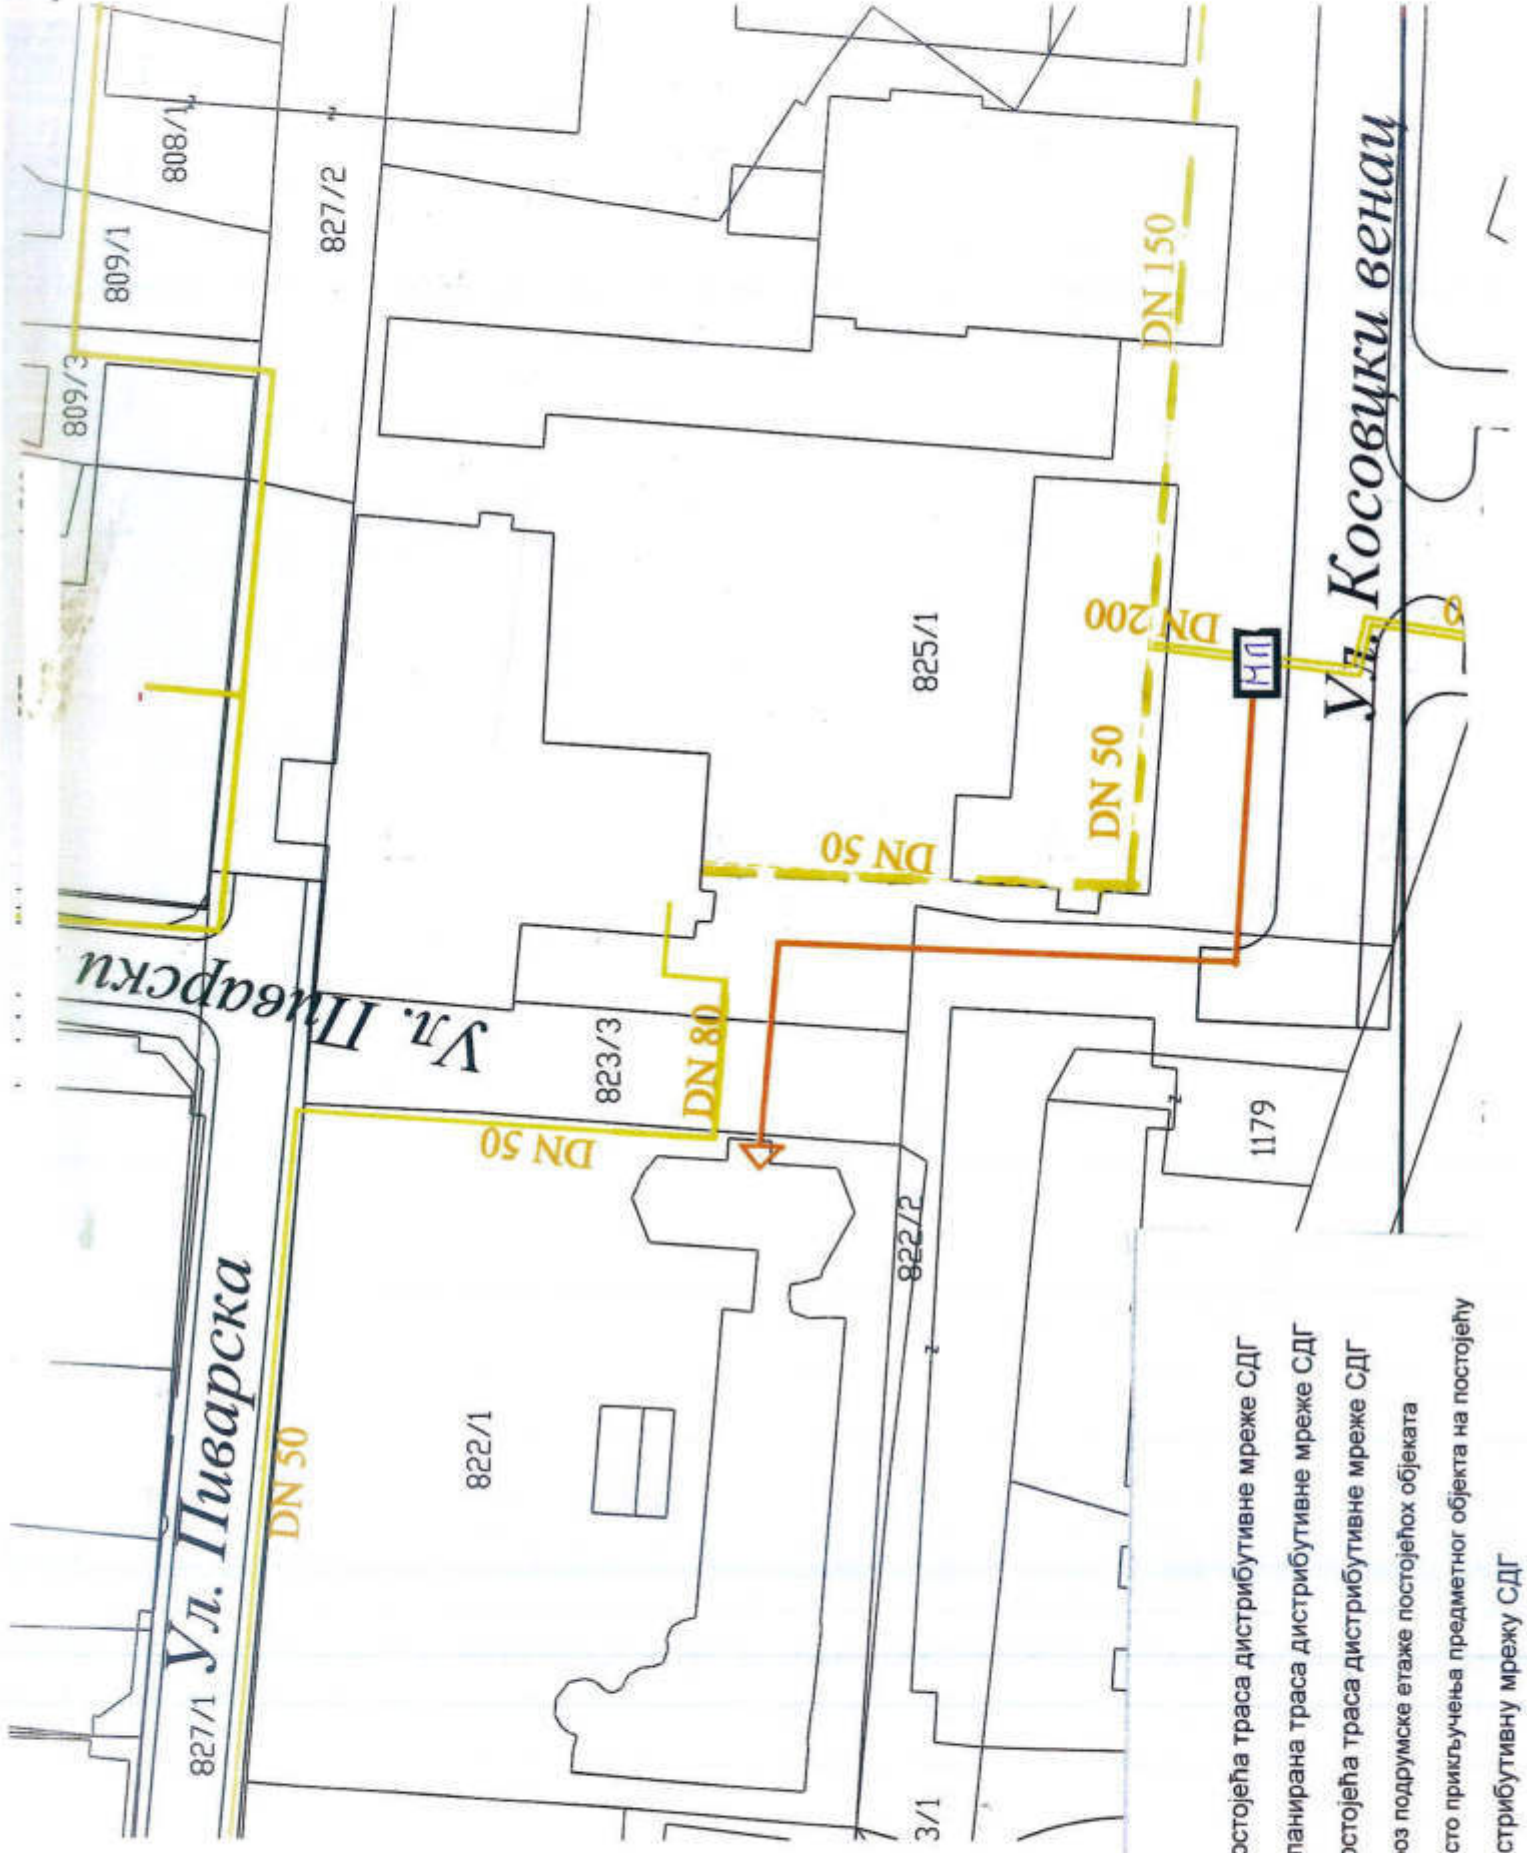 808/1
809/1
827/2
809/3
DN 150
Ул. Косовцки венац
DN 200
825/1
МП
DN 50
DN 50
Ул. Пиварски
DN 80
823/3
DN 50
1179
822/2
Ул. Пиварска
DN 50
822/1
827/1
3/1
остојећа траса дистрибутивне мреже СДГ
ланирана траса дистрибутивне мреже СДГ
остојећа траса дистрибутивне мреже СДГ
оз подрумске етаже постојећох објеката
сто прикључења предметног објекта на постојећу
стрибутивну мрежу СДГ